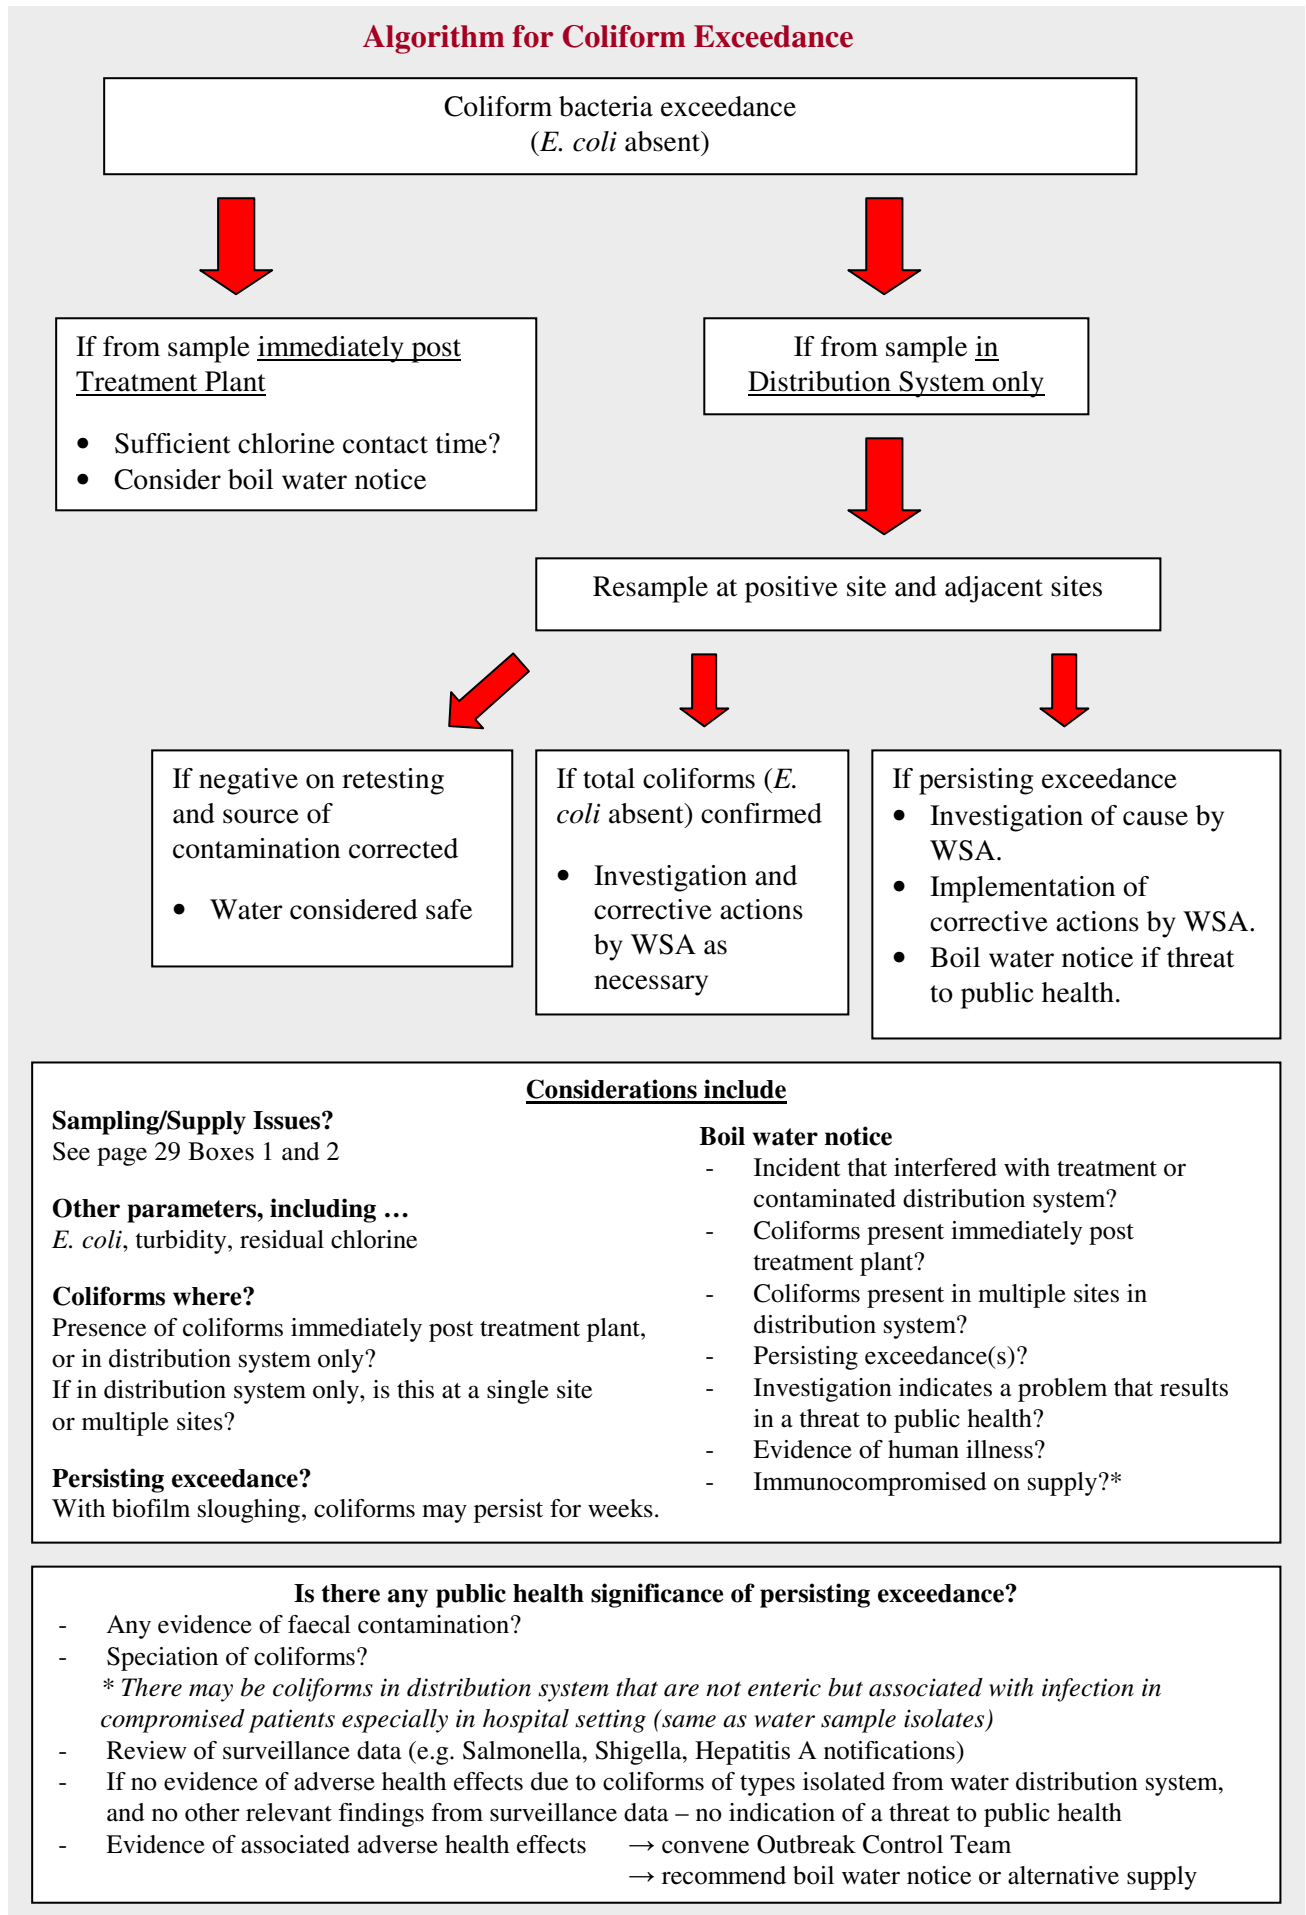 Algorithm for Coliform Exceedance
Coliform bacteria exceedance
(E. coli absent)
If from sample immediately post
Treatment Plant
• Sufficient chlorine contact time?
• Consider boil water notice
If from sample in
Distribution System only
Resample at positive site and adjacent sites
If negative on retesting
and source of
contamination corrected
• Water considered safe
If total coliforms (E.
coli absent) confirmed
• Investigation and
corrective actions
by WSA as
necessary
If persisting exceedance
• Investigation of cause by
WSA.
• Implementation of
corrective actions by WSA.
• Boil water notice if threat
to public health.
Considerations include
Sampling/Supply Issues?
See page 29 Boxes 1 and 2
Other parameters, including …
E. coli, turbidity, residual chlorine
Coliforms where?
Presence of coliforms immediately post treatment plant,
or in distribution system only?
If in distribution system only, is this at a single site
or multiple sites?
Persisting exceedance?
With biofilm sloughing, coliforms may persist for weeks.
Boil water notice
- Incident that interfered with treatment or
contaminated distribution system?
- Coliforms present immediately post
treatment plant?
- Coliforms present in multiple sites in
distribution system?
- Persisting exceedance(s)?
- Investigation indicates a problem that results
in a threat to public health?
- Evidence of human illness?
- Immunocompromised on supply?*
Is there any public health significance of persisting exceedance?
- Any evidence of faecal contamination?
- Speciation of coliforms?
* There may be coliforms in distribution system that are not enteric but associated with infection in
compromised patients especially in hospital setting (same as water sample isolates)
- Review of surveillance data (e.g. Salmonella, Shigella, Hepatitis A notifications)
- If no evidence of adverse health effects due to coliforms of types isolated from water distribution system,
and no other relevant findings from surveillance data – no indication of a threat to public health
- Evidence of associated adverse health effects → convene Outbreak Control Team
→ recommend boil water notice or alternative supply